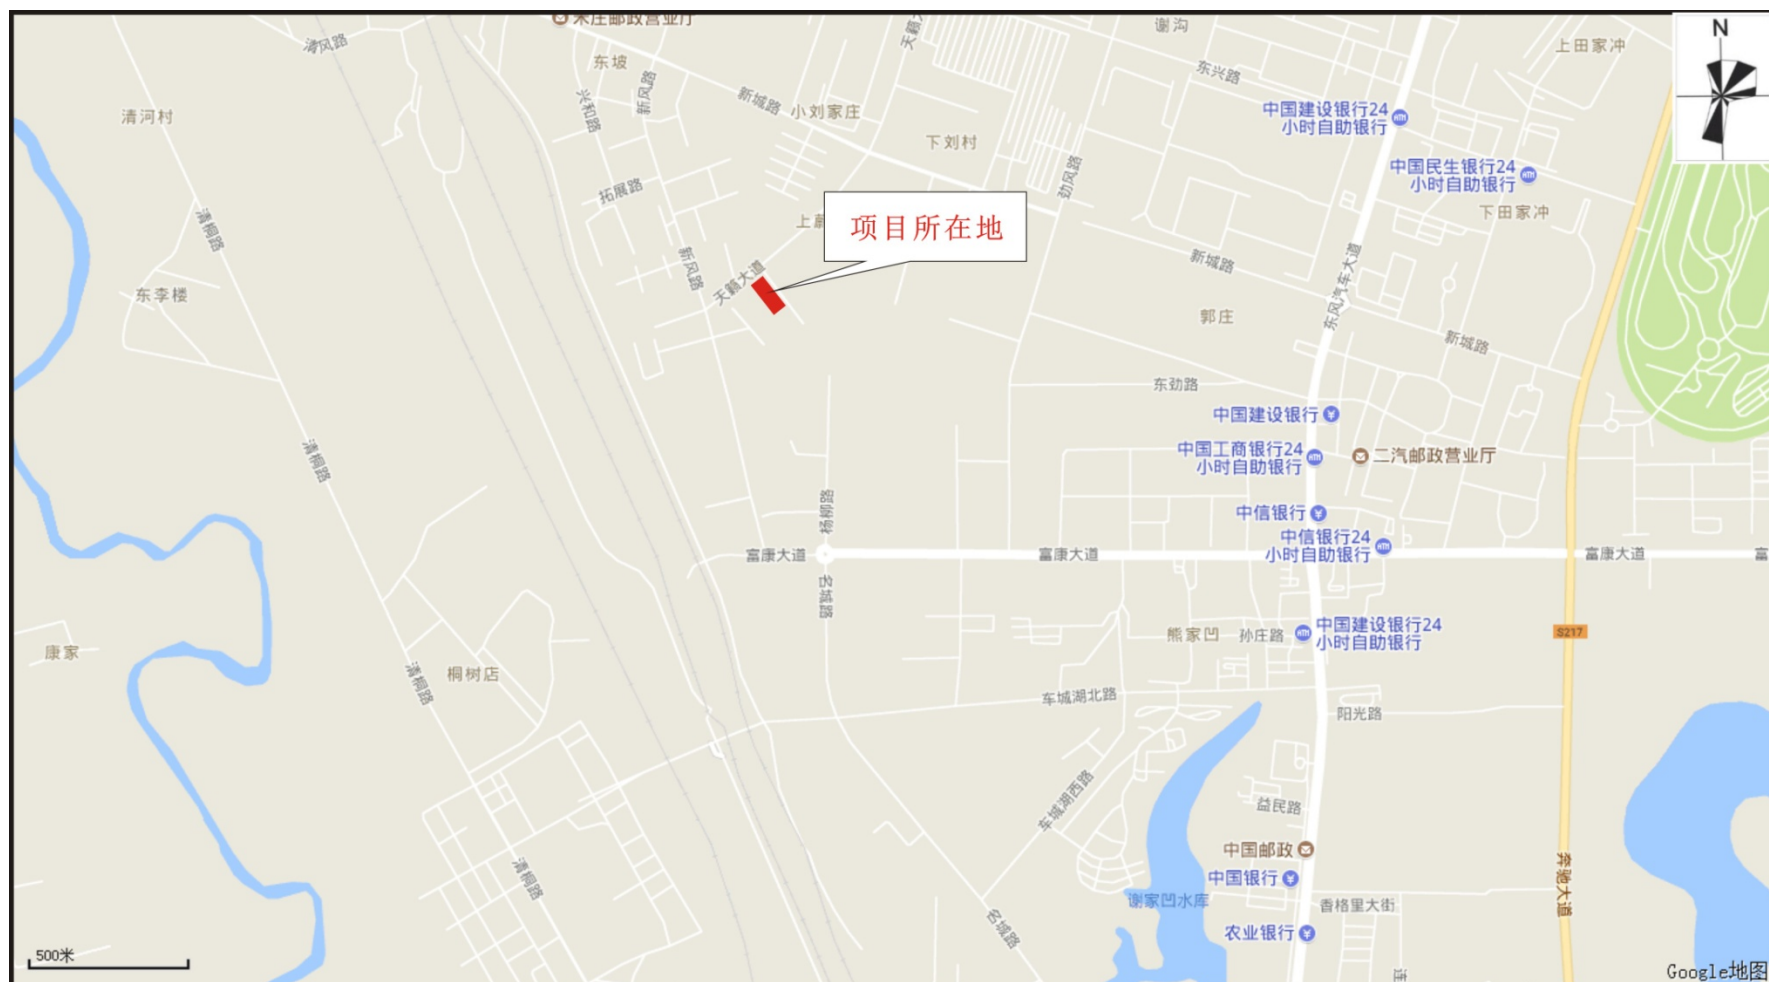 米庄邮政营业厅
清风路
东坡
谢沟
上田家冲
N
东兴路
新风路
兴和路
新城路
小刘家庄
清河村
中国建设银行24
小时自助银行
下刘村
中国民生银行24
小时自助银行
劲风路
拓展路
下田家冲
清桐路
项目所在地
新风路
天籁大道
新城路
东风汽车大道
东李楼
郭庄
新城路
东劲路
中国建设银行
清桐路
中国工商银行24
小时自助银行
二汽邮政营业厅
杨柳路
中信银行
中信银行24
小时自助银行
富康大道
富康大道
富康大道
富
名城路
康家
熊家凹
孙庄路
中国建设银行24
小时自助银行
S217
桐树店
清桐路
车城湖北路
阳光路
车城湖西路
益民路
中国邮政
清桐路
中国银行
谢家凹水库
香格里大街
奔驰大道
名城路
农业银行
500米
连
Google地图